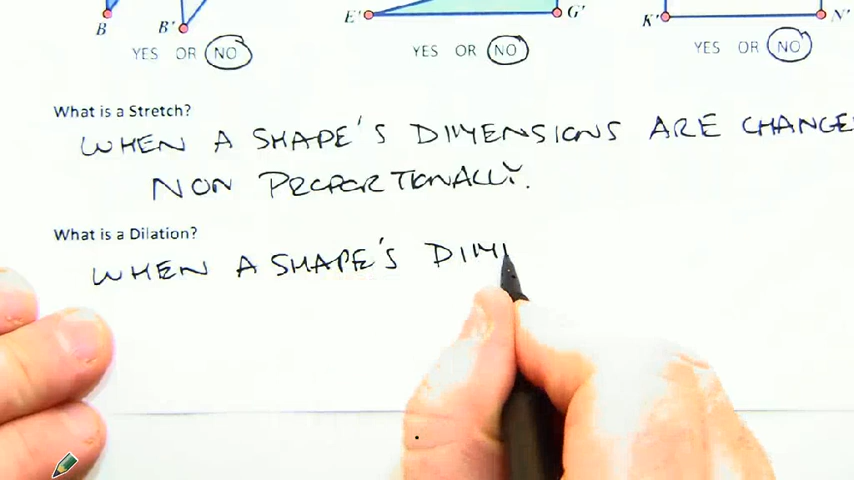 B B' E' G' K' N'
YES OR NO YES OR NO YES OR NO
What is a Stretch?
WHEN A SHAPE'S DIMENSIONS ARE CHANGE
NON PROPORTIONALLY.
What is a Dilation?
WHEN A SHAPE'S DIM